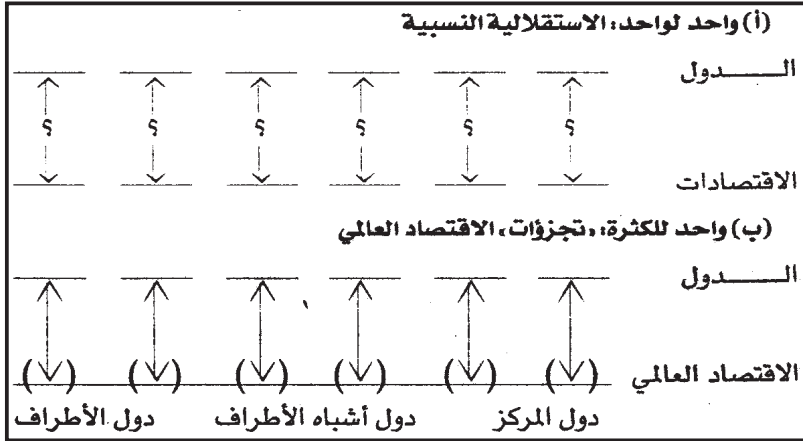 (أ) واحد لواحد: الاستقلالية النسبية
الـــــدول
؟ ؟ ؟ ؟ ؟ ؟
الاقتصادات
(ب) واحد للكثرة: «تجزؤات» الاقتصاد العالمي
الـــــدول
الاقتصاد العالمي ( ) ( ) ( ) ( ) ( ) ( )
دول المركز دول أشباه الأطراف دول الأطراف